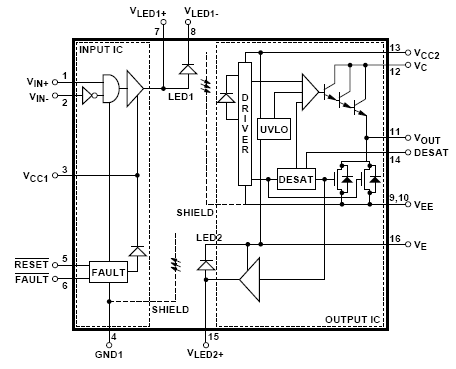 VLED1+ VLED1-
7 8
INPUT IC
13 VCC2
12 VC
VIN+ 1
VIN- 2
LED1
DRIVER
UVLO
11 VOUT
DESAT
14
VCC1 3
DESAT
9,10 VEE
SHIELD
LED2
16 VE
RESET 5
FAULT
FAULT 6
SHIELD
OUTPUT IC
4
GND1
15
VLED2+